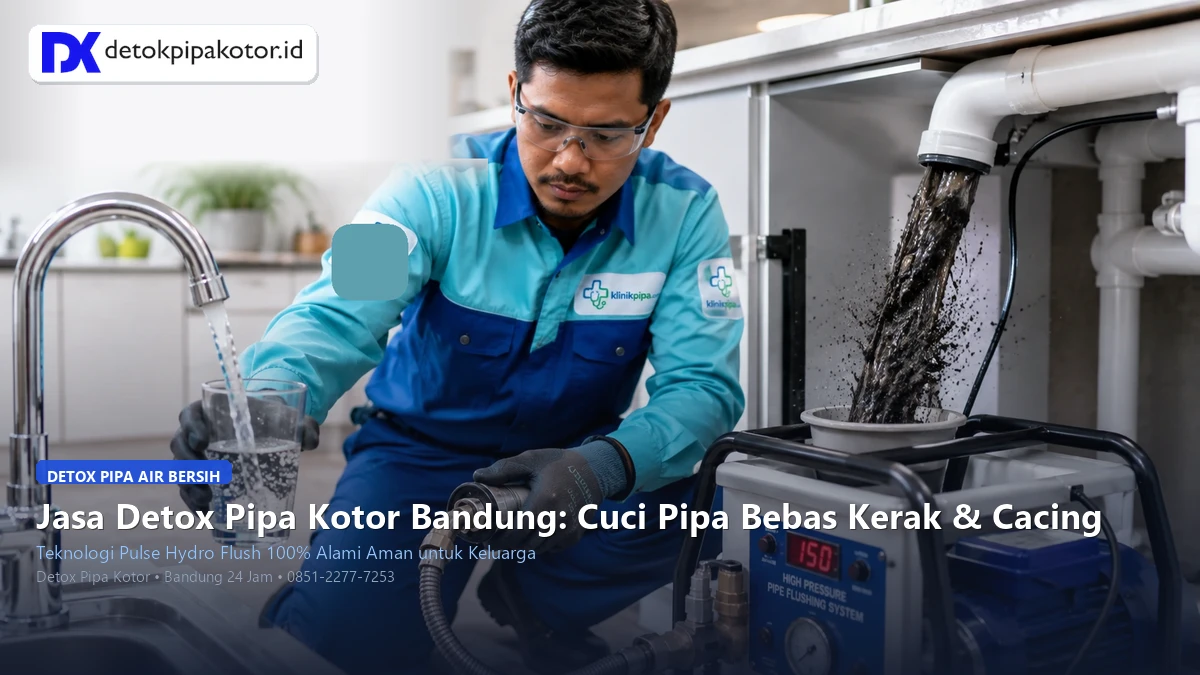 DX detokpipakotor.id
klinikpipa
klinikpipa
DETOX PIPA AIR BERSIH
Jasa Detox Pipa Kotor Bandung: Cuci Pipa Bebas Kerak & Cacing
Teknologi Pulse Hydro Flush 100% Alami Aman untuk Keluarga
Detox Pipa Kotor • Bandung 24 Jam • 0851-2277-7253
150
HIGH PRESSURE
PIPE FLUSHING SYSTEM